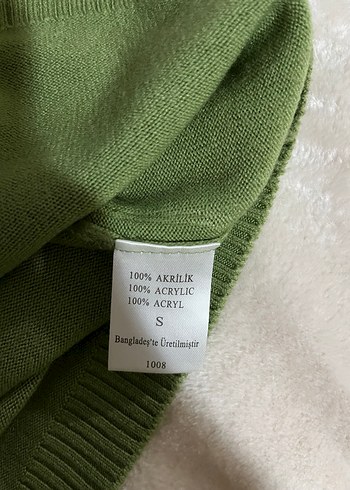 100% AKRİLİK
100% ACRYLIC
100% ACRYL
S
Bangladeş'te Üretilmiştir
1008